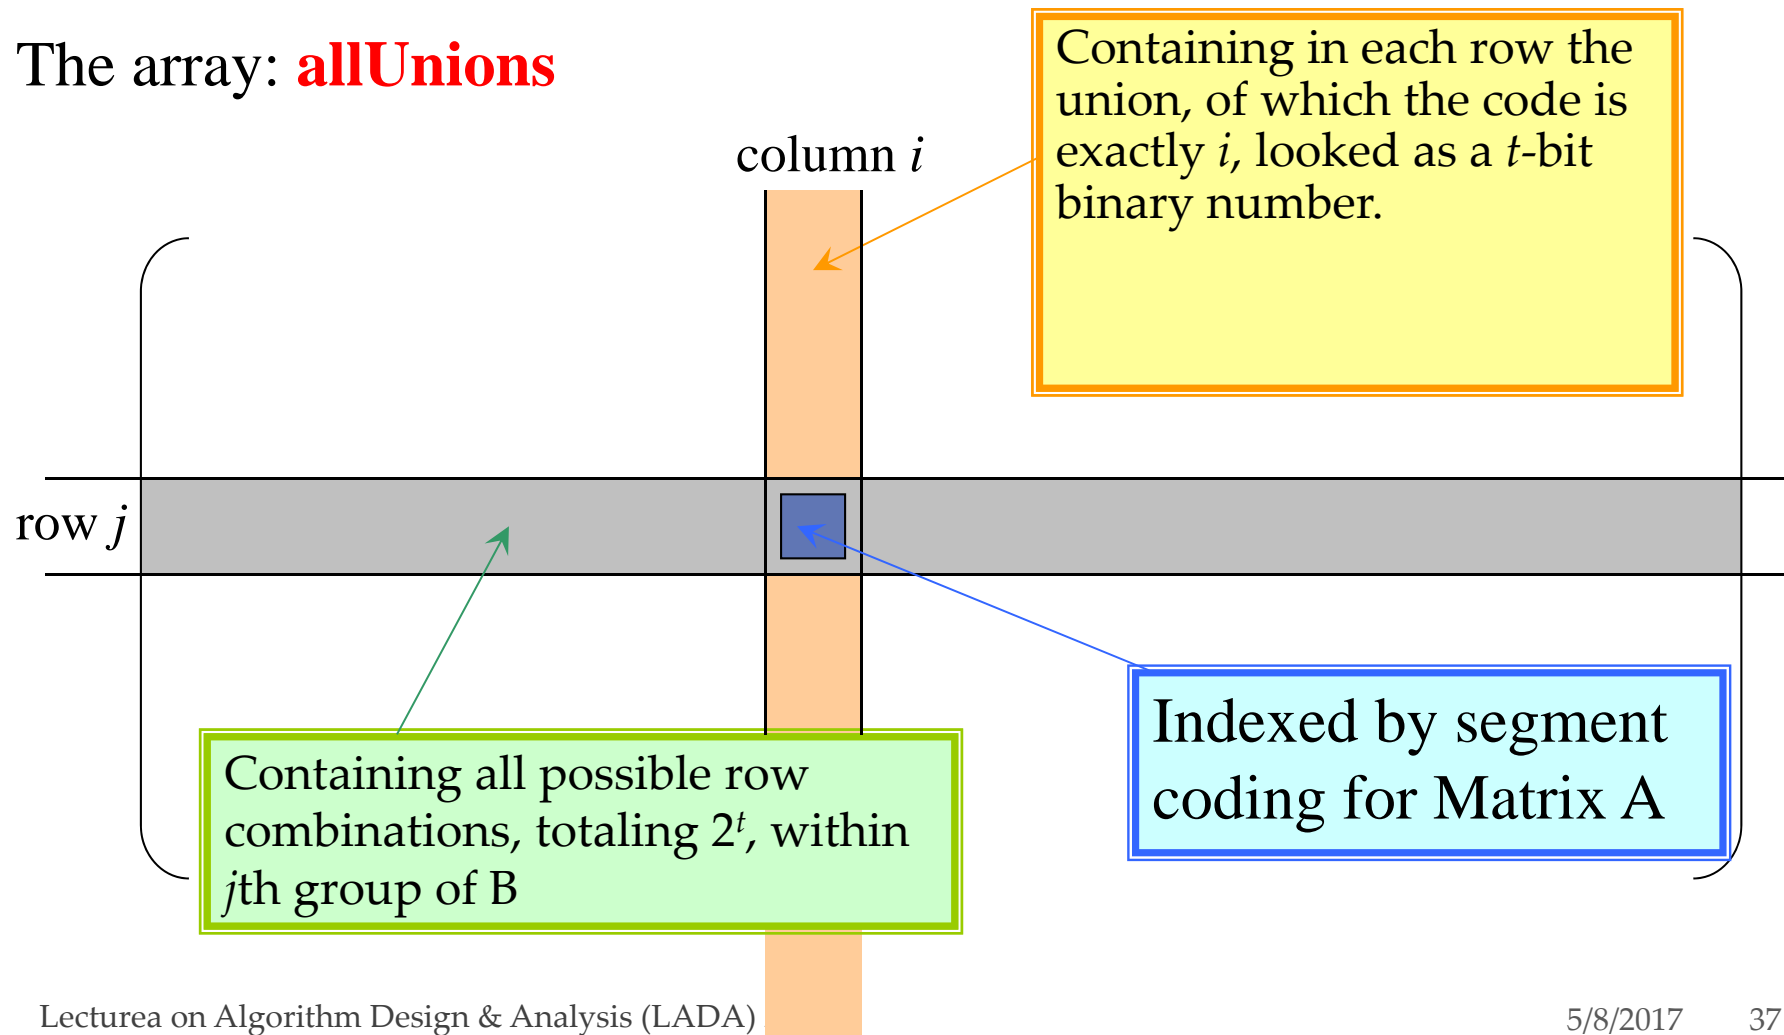 The array: allUnions
Containing in each row the
union, of which the code is
exactly i, looked as a t-bit
binary number.
column i
row j
Indexed by segment
coding for Matrix A
Containing all possible row
combinations, totaling 2^t, within
jth group of B
Lecturea on Algorithm Design & Analysis (LADA)
5/8/2017 37